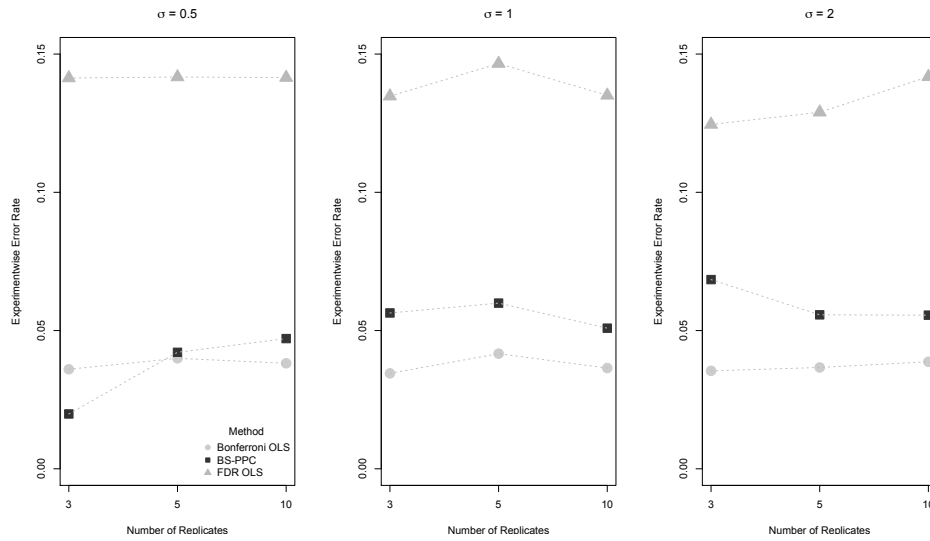 σ = 0.5
Experimentwise Error Rate
0.15
0.10
0.05
0.00
Method
Bonferroni OLS
BS-PPC
FDR OLS
3
5
10
Number of Replicates
σ = 1
Experimentwise Error Rate
0.15
0.10
0.05
0.00
3
5
10
Number of Replicates
σ = 2
Experimentwise Error Rate
0.15
0.10
0.05
0.00
3
5
10
Number of Replicates